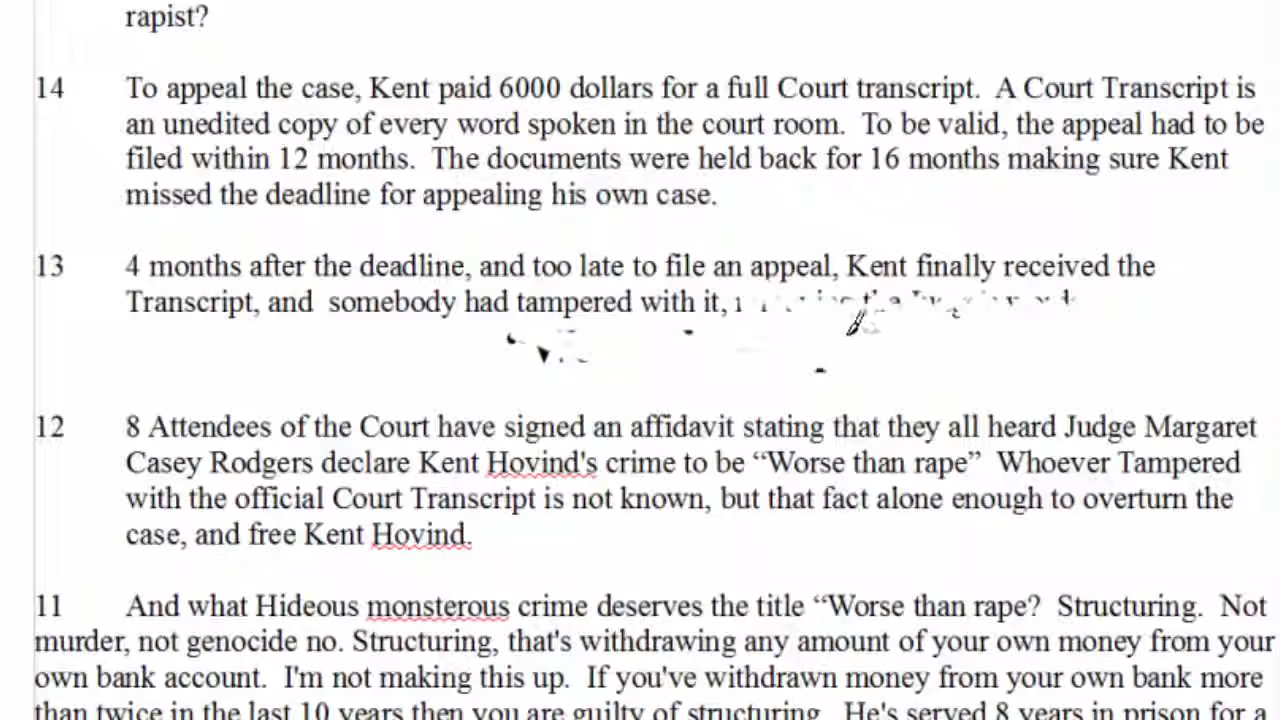 rapist?
14 To appeal the case, Kent paid 6000 dollars for a full Court transcript.  A Court Transcript is
an unedited copy of every word spoken in the court room.  To be valid, the appeal had to be
filed within 12 months.  The documents were held back for 16 months making sure Kent
missed the deadline for appealing his own case.
13 4 months after the deadline, and too late to file an appeal, Kent finally received the
Transcript, and  somebody had tampered with it,
12 8 Attendees of the Court have signed an affidavit stating that they all heard Judge Margaret
Casey Rodgers declare Kent Hovind's crime to be “Worse than rape”  Whoever Tampered
with the official Court Transcript is not known, but that fact alone enough to overturn the
case, and free Kent Hovind.
11 And what Hideous monsterous crime deserves the title “Worse than rape?  Structuring.  Not
murder, not genocide no. Structuring, that's withdrawing any amount of your own money from your
own bank account.  I'm not making this up.  If you've withdrawn money from your own bank more
than twice in the last 10 years then you are guilty of structuring.  He's served 8 years in prison for a